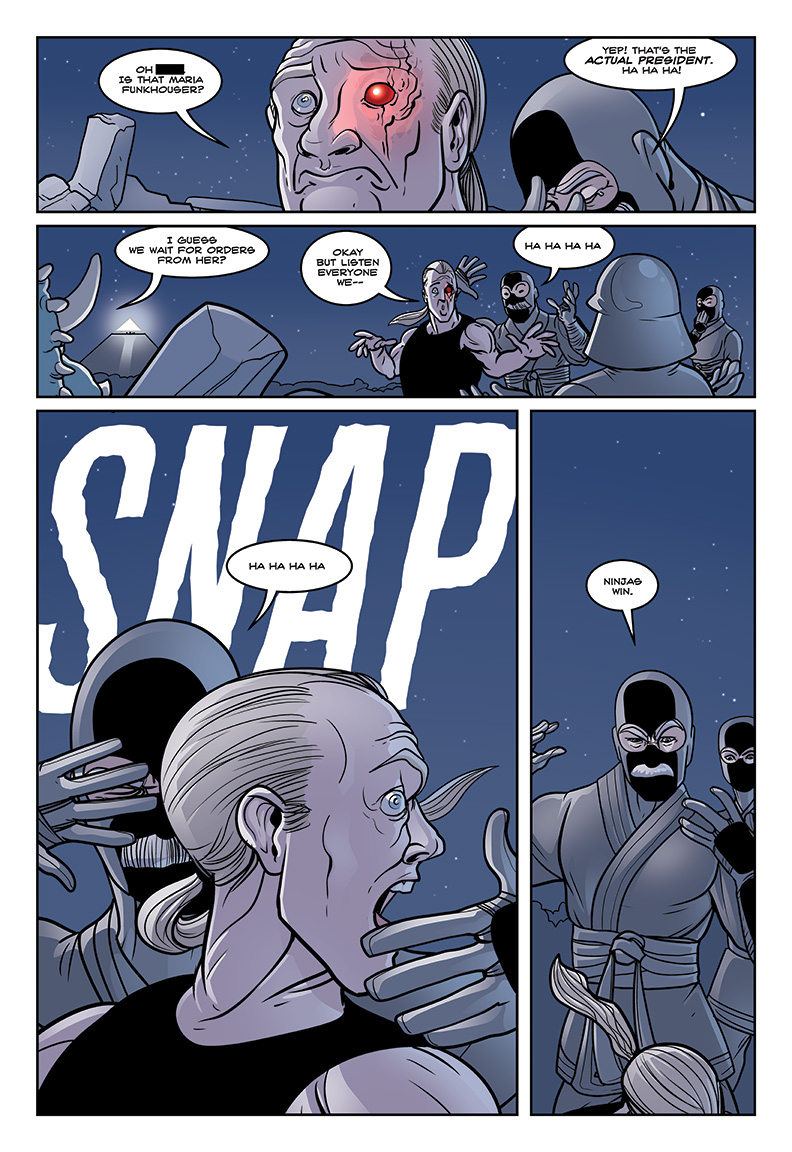 OH
IS THAT MARIA
FUNKHOUSER?
YEP! THAT'S THE
ACTUAL PRESIDENT.
HA HA HA!
I GUESS
WE WAIT FOR ORDERS
FROM HER?
OKAY
BUT LISTEN
EVERYONE
WE--
HA HA HA HA
SNAP
HA HA HA HA
NINJAS
WIN.